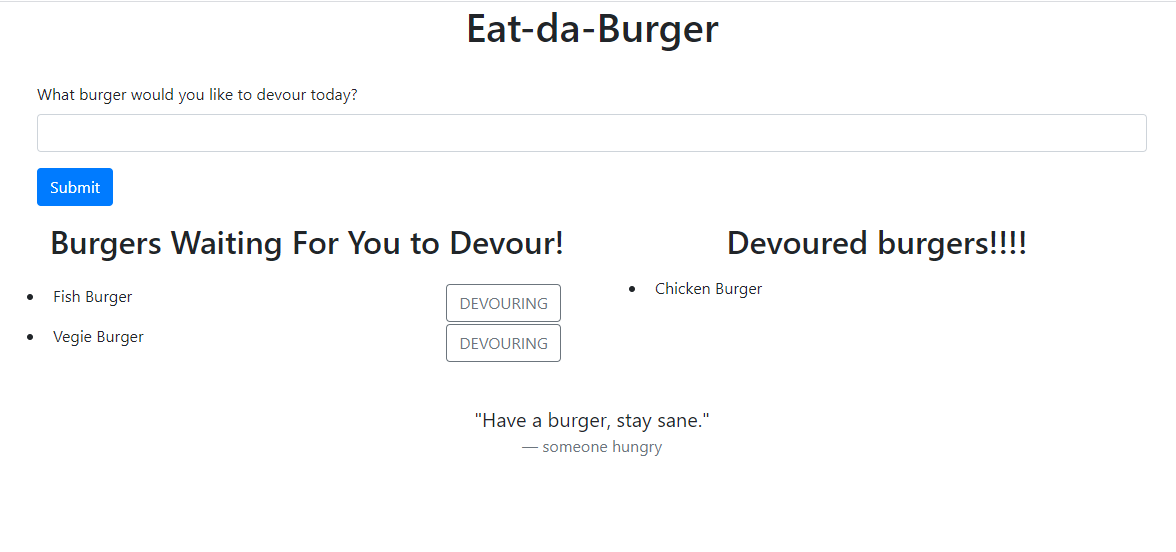 Eat-da-Burger
What burger would you like to devour today?
Submit
Burgers Waiting For You to Devour!
Fish Burger
DEVOURING
Vegie Burger
DEVOURING
Devoured burgers!!!!
Chicken Burger
"Have a burger, stay sane."
— someone hungry